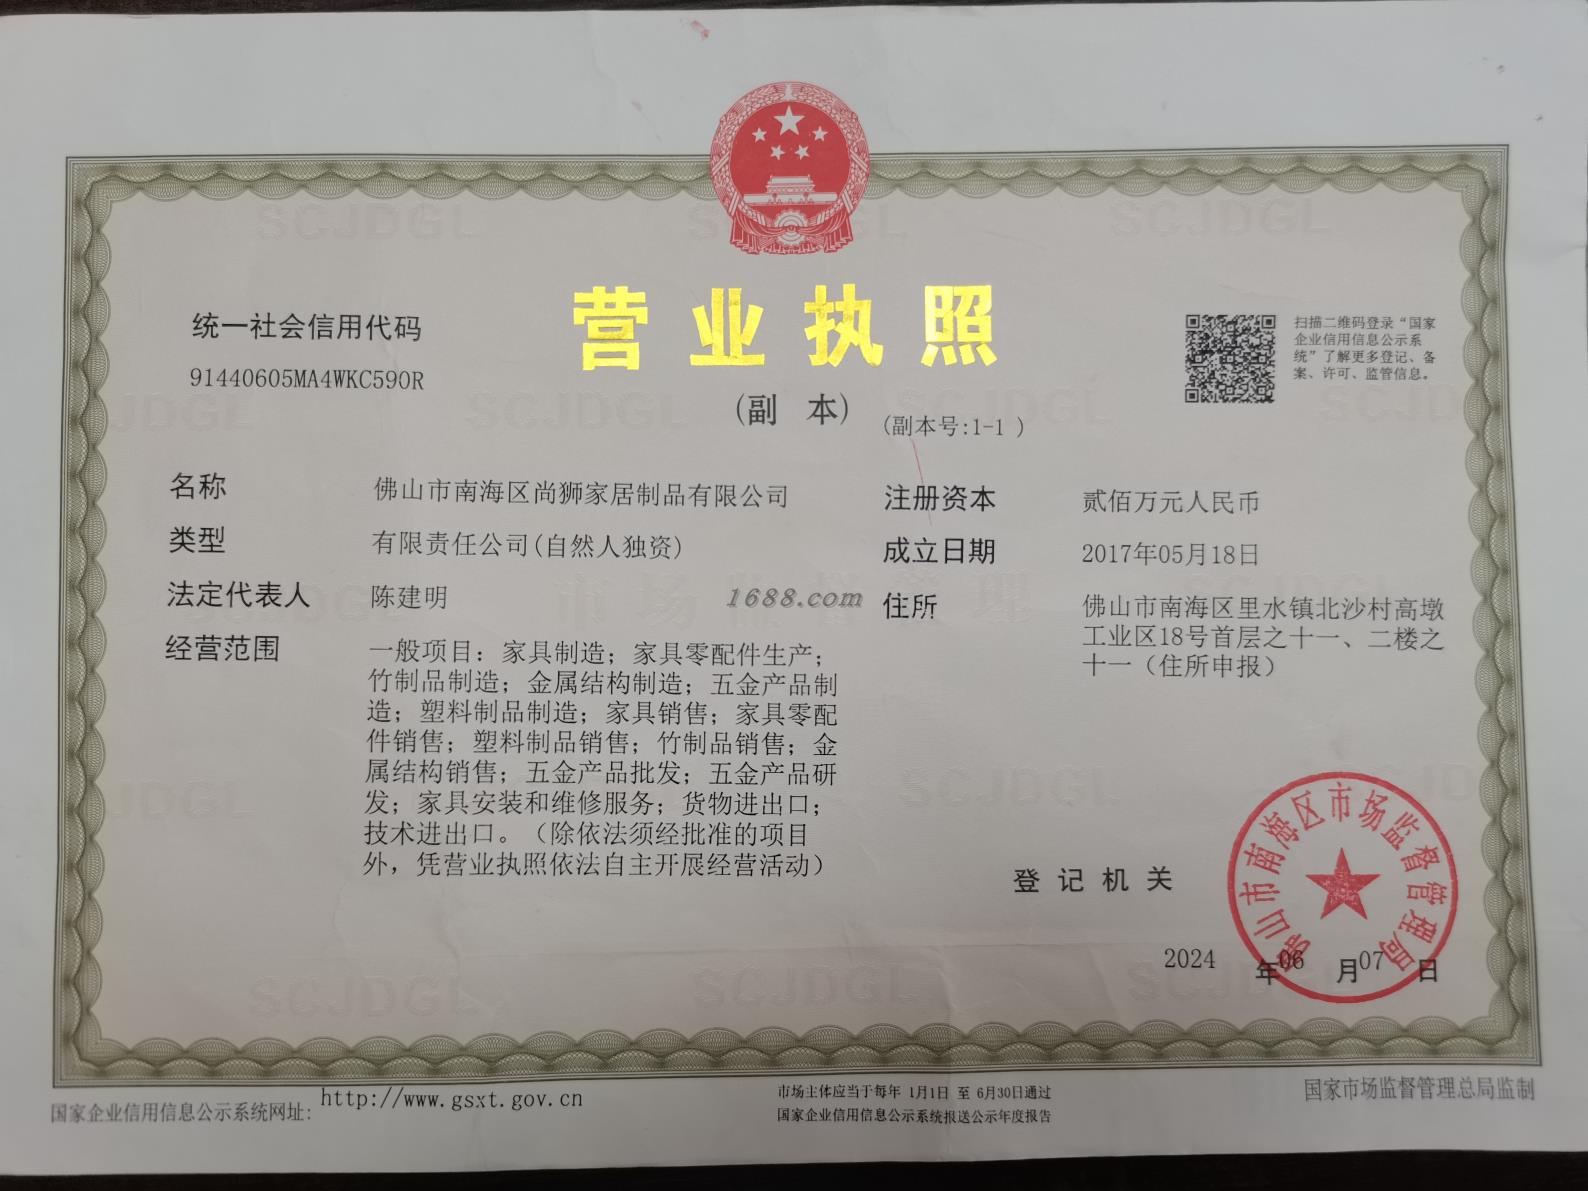 营业执照
(副 本)
(副本号:1-1 )
统一社会信用代码
91440605MA4WKC590R
扫描二维码登录“国家
企业信用信息公示系
统”了解更多登记、备
案、许可、监管信息。
名称 佛山市南海区尚狮家居制品有限公司
类型 有限责任公司(自然人独资)
法定代表人 陈建明
经营范围 一般项目：家具制造；家具零配件生产；
竹制品制造；金属结构制造；五金产品制
造；塑料制品制造；家具销售；家具零配
件销售；塑料制品销售；竹制品销售；金
属结构销售；五金产品批发；五金产品研
发；家具安装和维修服务；货物进出口；
技术进出口。（除依法须经批准的项目
外，凭营业执照依法自主开展经营活动）
注册资本 贰佰万元人民币
成立日期 2017年05月18日
住所 佛山市南海区里水镇北沙村高墩
工业区18号首层之十一、二楼之
十一（住所申报）
1688.com
市场监督管理
SCJDGL
登记机关
佛山市南海区市场监督管理局
2024 年06 月07 日
国家企业信用信息公示系统网址: http://www.gsxt.gov.cn
市场主体应当于每年 1月1日 至 6月30日通过
国家企业信用信息公示系统报送公示年度报告
国家市场监督管理总局监制